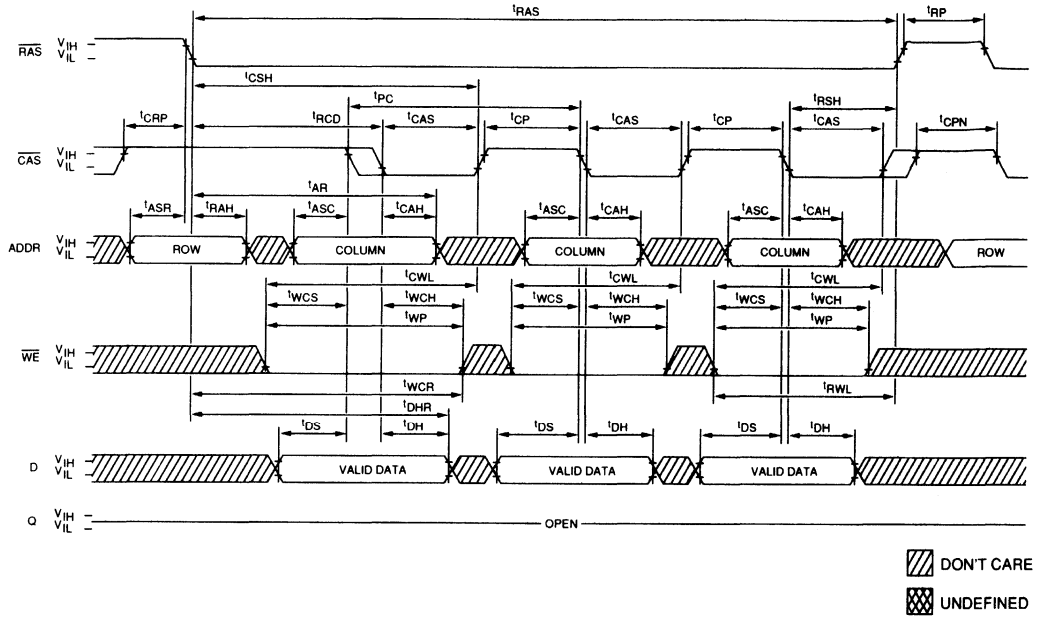 tRAS
tRP
RAS VIH VIL
tCSH
tPC
tRSH
tCRP tRCD tCAS tCP tCAS tCP tCAS tCPN
CAS VIH VIL
tAR
tASR tRAH tASC tCAH tASC tCAH tASC tCAH
ADDR VIH VIL ROW COLUMN COLUMN COLUMN ROW
tCWL tCWL tCWL
tWCS tWCH tWCS tWCH tWCS tWCH
tWP tWP tWP
WE VIH VIL
tWCR tRWL
tDHR
tDS tDH tDS tDH tDS tDH
D VIH VIL VALID DATA VALID DATA VALID DATA
Q VIH VIL OPEN
DON'T CARE
UNDEFINED